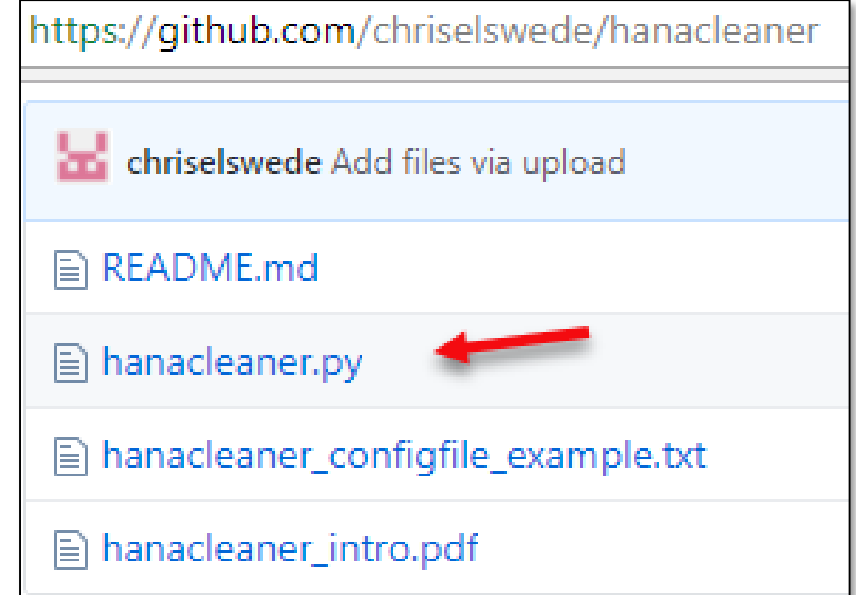 https://github.com/chriselswede/hanacleaner
chriselswede Add files via upload
README.md
hanacleaner.py
hanacleaner_configfile_example.txt
hanacleaner_intro.pdf